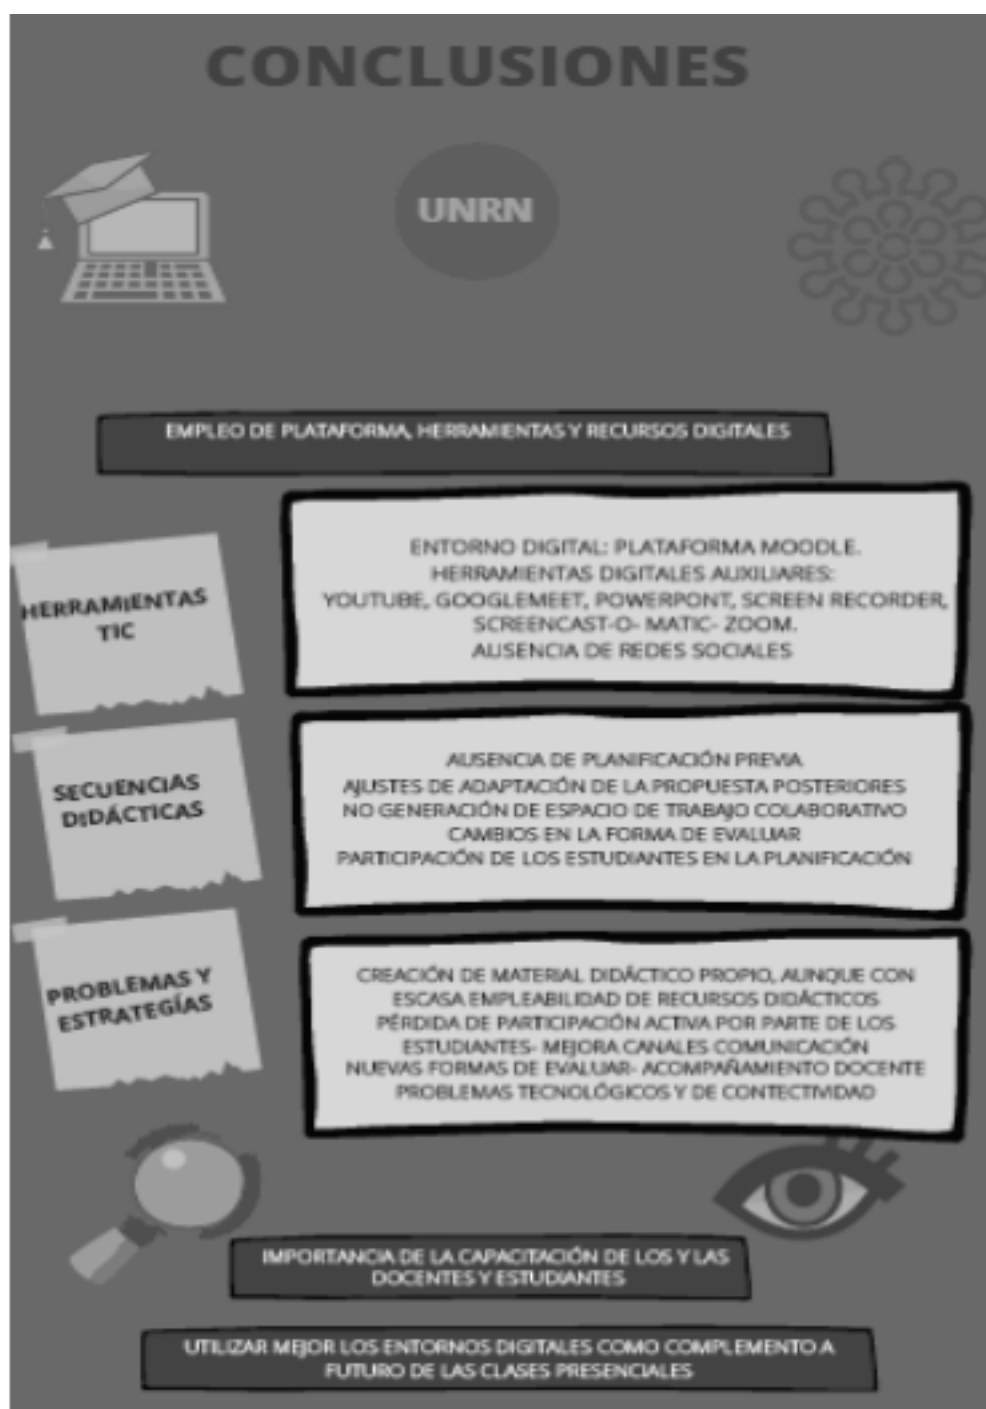 CONCLUSIONES
UNRN
EMPLEO DE PLATAFORMA, HERRAMIENTAS Y RECURSOS DIGITALES
HERRAMIENTAS
TIC
ENTORNO DIGITAL: PLATAFORMA MOODLE.
HERRAMIENTAS DIGITALES AUXILIARES:
YOUTUBE, GOOGLEMEET, POWERPONT, SCREEN RECORDER,
SCREENCAST-O- MATIC- ZOOM.
AUSENCIA DE REDES SOCIALES
SECUENCIAS
DIDÁCTICAS
AUSENCIA DE PLANIFICACIÓN PREVIA
AJUSTES DE ADAPTACIÓN DE LA PROPUESTA POSTERIORES
NO GENERACIÓN DE ESPACIO DE TRABAJO COLABORATIVO
CAMBIOS EN LA FORMA DE EVALUAR
PARTICIPACIÓN DE LOS ESTUDIANTES EN LA PLANIFICACIÓN
PROBLEMAS Y
ESTRATEGÍAS
CREACIÓN DE MATERIAL DIDÁCTICO PROPIO, AUNQUE CON
ESCASA EMPLEABILIDAD DE RECURSOS DIDÁCTICOS
PÉRDIDA DE PARTICIPACIÓN ACTIVA POR PARTE DE LOS
ESTUDIANTES- MEJORA CANALES COMUNICACIÓN
NUEVAS FORMAS DE EVALUAR- ACOMPAÑAMIENTO DOCENTE
PROBLEMAS TECNOLÓGICOS Y DE CONTECTIVIDAD
IMPORTANCIA DE LA CAPACITACIÓN DE LOS Y LAS
DOCENTES Y ESTUDIANTES
UTILIZAR MEJOR LOS ENTORNOS DIGITALES COMO COMPLEMENTO A
FUTURO DE LAS CLASES PRESENCIALES